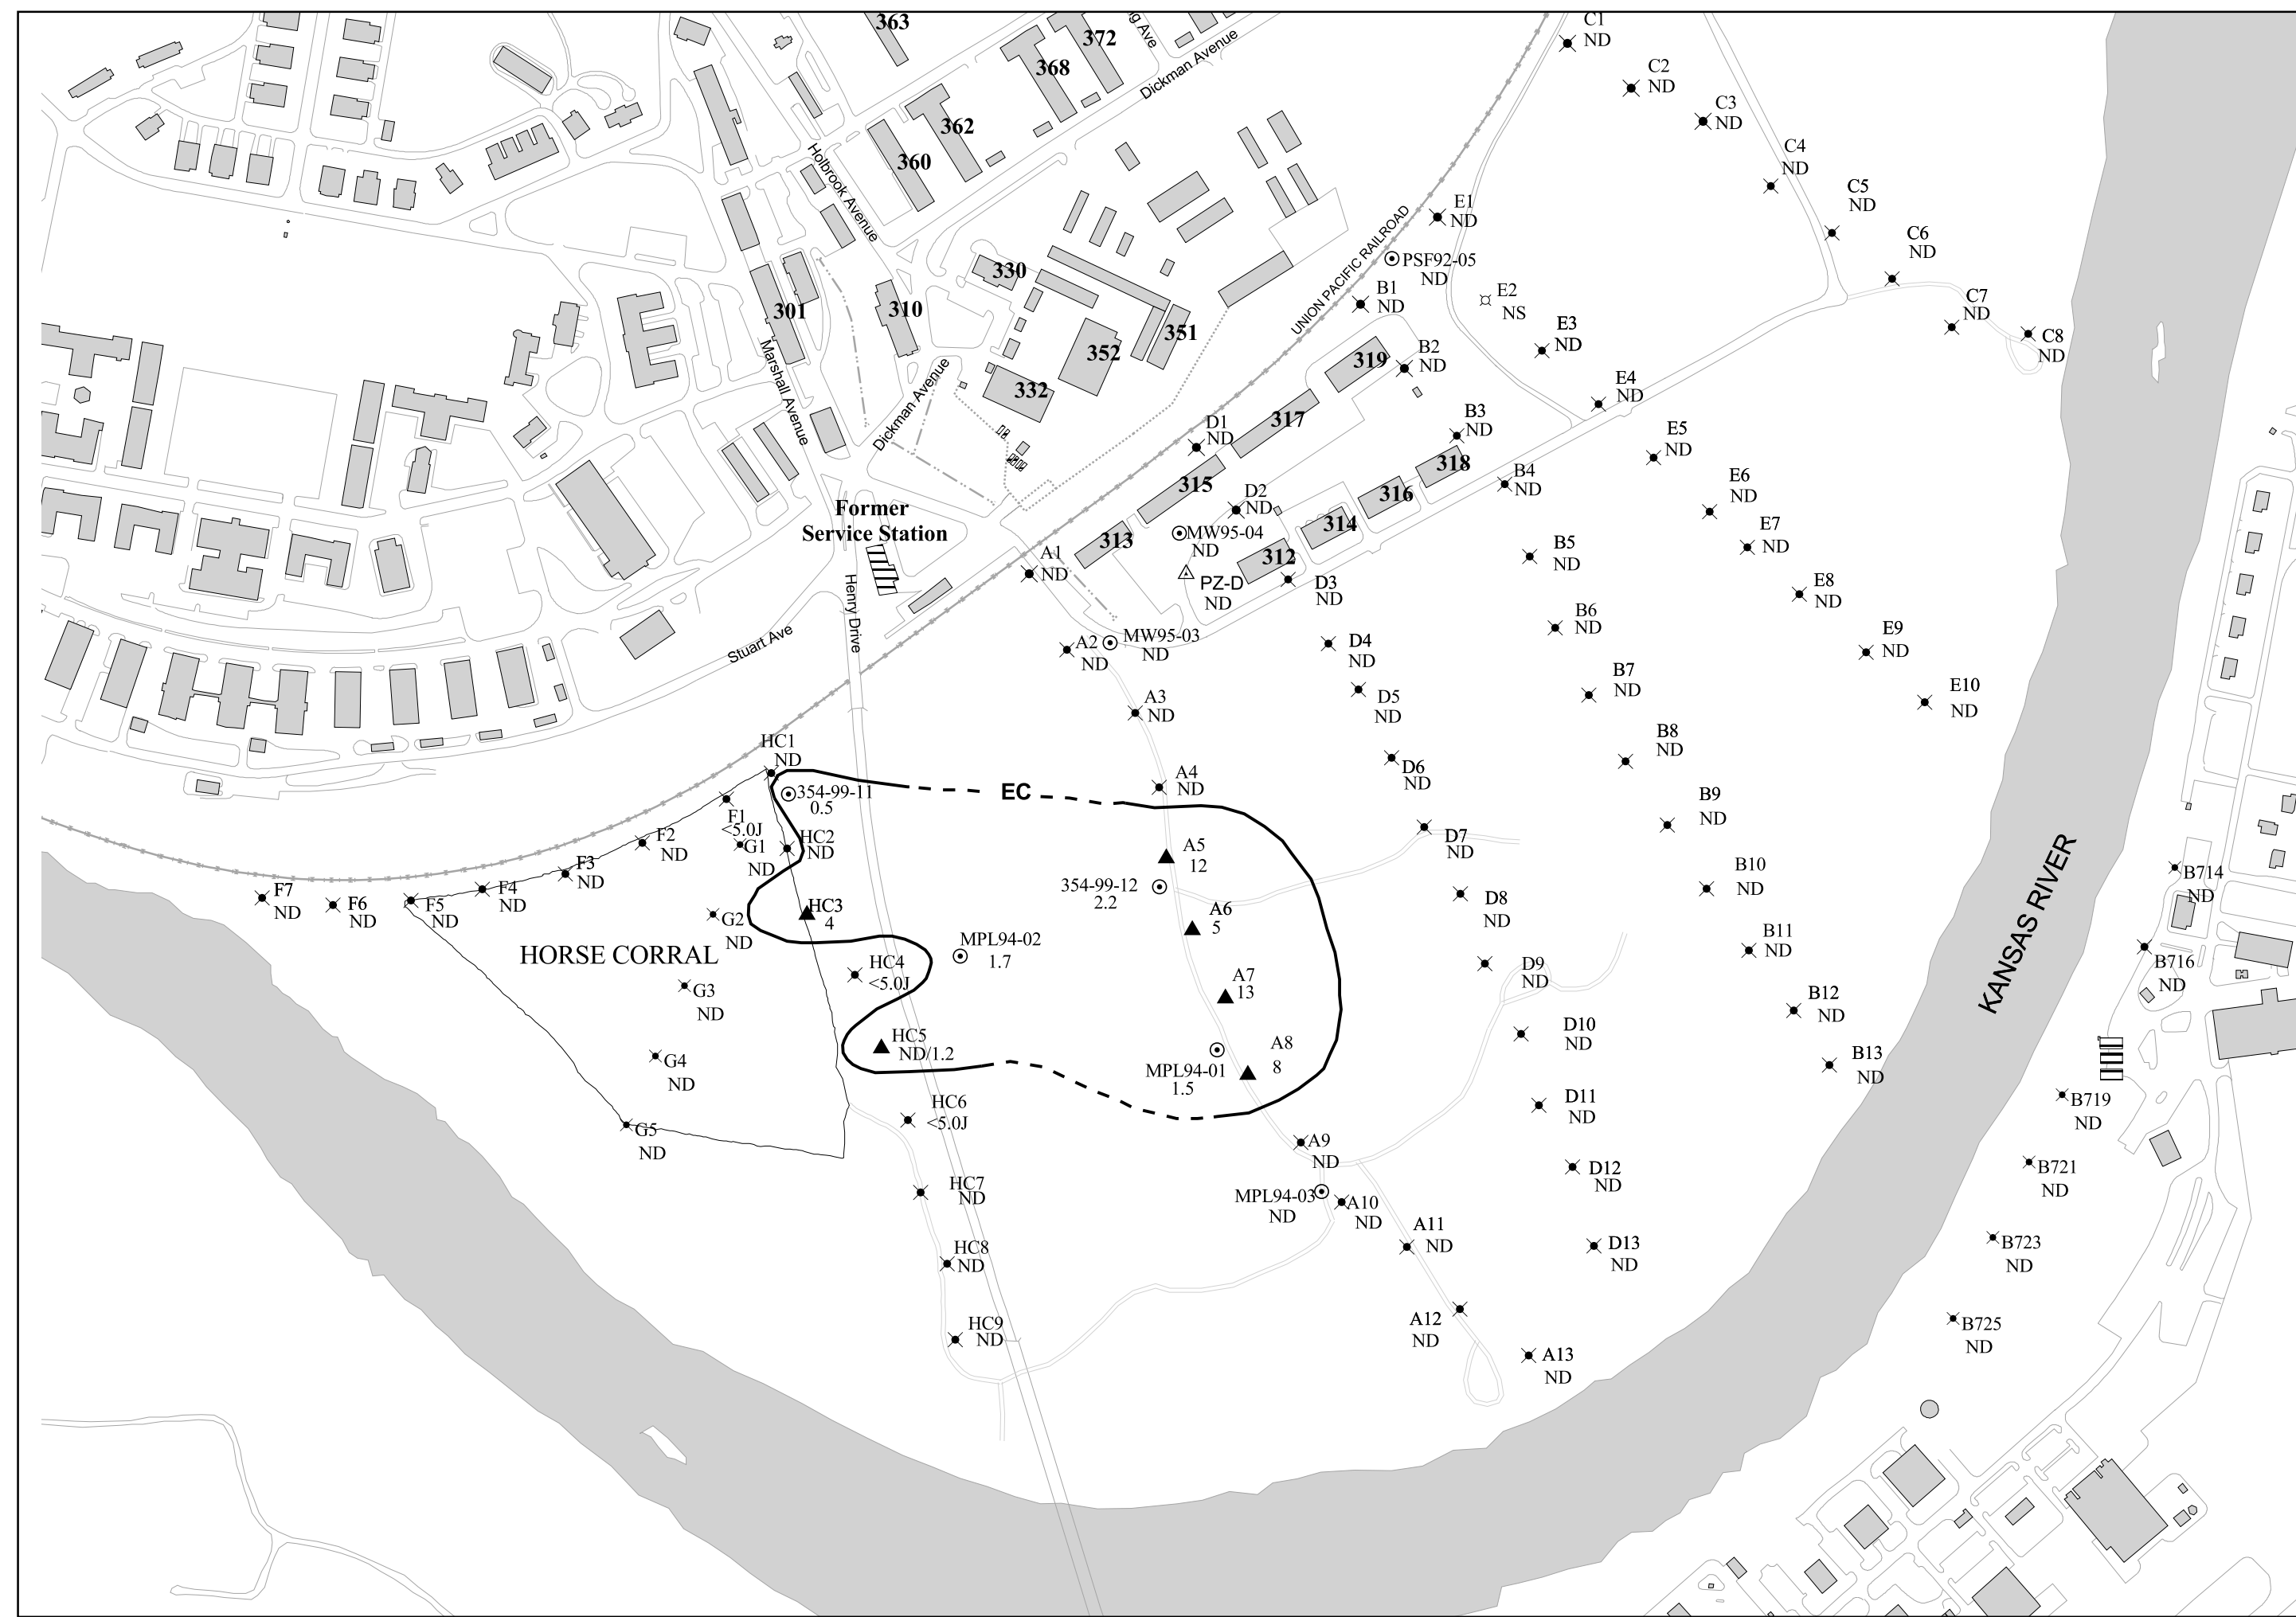 363
372
g Ave
368
Dickman Avenue
362
360
Holbrook Avenue
C1
ND
C2
ND
C3
ND
C4
ND
C5
ND
C6
ND
C7
ND
C8
ND
E1
ND
UNION PACIFIC RAILROAD
PSF92-05
ND
B1
ND
E2
NS
E3
ND
E4
ND
330
301
310
351
352
332
319
B2
ND
317
Marshall Avenue
Dickman Avenue
D1
ND
B3
ND
318
B4
ND
315
316
D2
ND
314
MW95-04
ND
313
312
Former
Service Station
A1
ND
PZ-D
ND
D3
ND
Henry Drive
Stuart Ave
E5
ND
E6
ND
E7
ND
E8
ND
E9
ND
E10
ND
B5
ND
B6
ND
B7
ND
B8
ND
B9
ND
B10
ND
B11
ND
B12
ND
B13
ND
A2
ND
MW95-03
ND
D4
ND
D5
ND
A3
ND
D6
ND
HC1
ND
A4
ND
EC
354-99-11
0.5
F1
<5.0J
G1
ND
HC2
ND
F2
ND
F3
ND
F4
ND
F5
ND
F6
ND
F7
ND
A5
12
354-99-12
2.2
D7
ND
A6
5
D8
ND
HC3
4
G2
ND
HORSE CORRAL
MPL94-02
1.7
HC4
<5.0J
A7
13
D9
ND
G3
ND
HC5
ND/1.2
A8
8
MPL94-01
1.5
D10
ND
G4
ND
D11
ND
HC6
<5.0J
G5
ND
A9
ND
D12
ND
HC7
ND
MPL94-03
ND
A10
ND
A11
ND
D13
ND
HC8
ND
HC9
ND
A12
ND
A13
ND
KANSAS RIVER
B714
ND
B716
ND
B719
ND
B721
ND
B723
ND
B725
ND